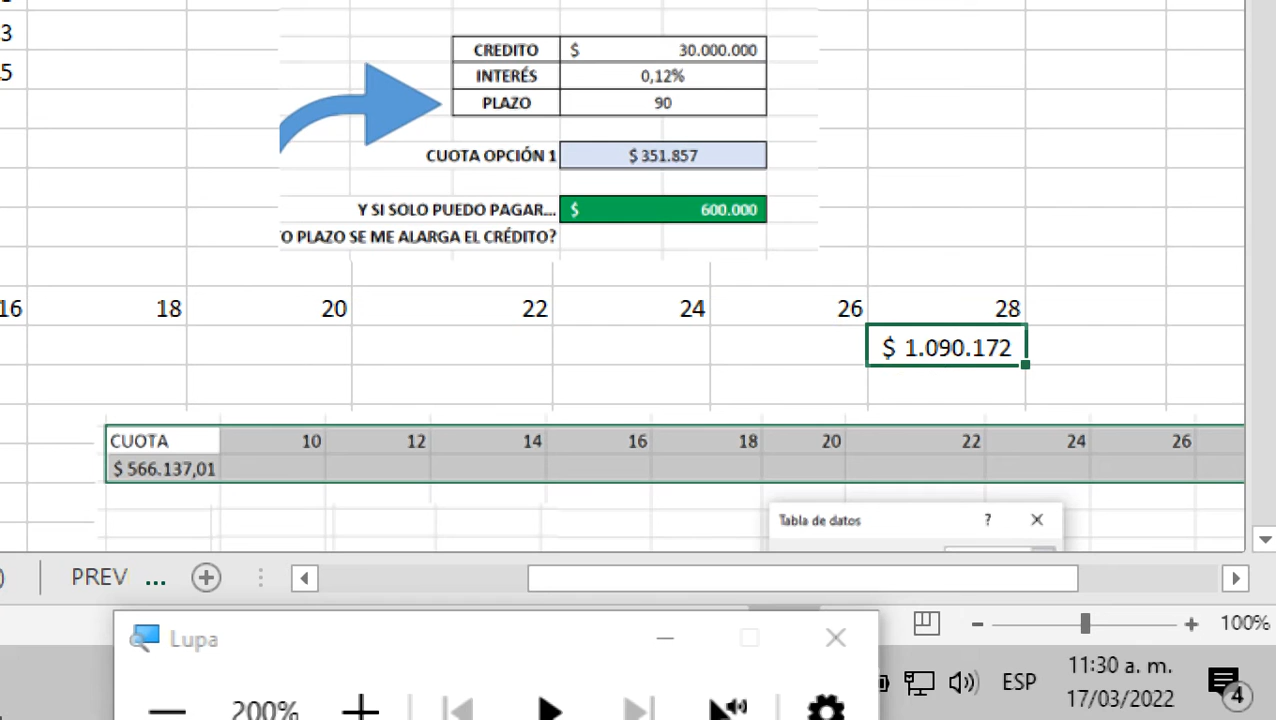 3
5
CREDITO $ 30.000.000
INTERÉS 0,12%
PLAZO 90
CUOTA OPCIÓN 1 $ 351.857
Y SI SOLO PUEDO PAGAR... $ 600.000
O PLAZO SE ME ALARGA EL CRÉDITO?
16 18 20 22 24 26 28
$ 1.090.172
CUOTA 10 12 14 16 18 20 22 24 26
$ 566.137,01
Tabla de datos ? ×
) PREV ... +
Lupa
− + 100%
ESP 11:30 a. m.
17/03/2022
4
200%